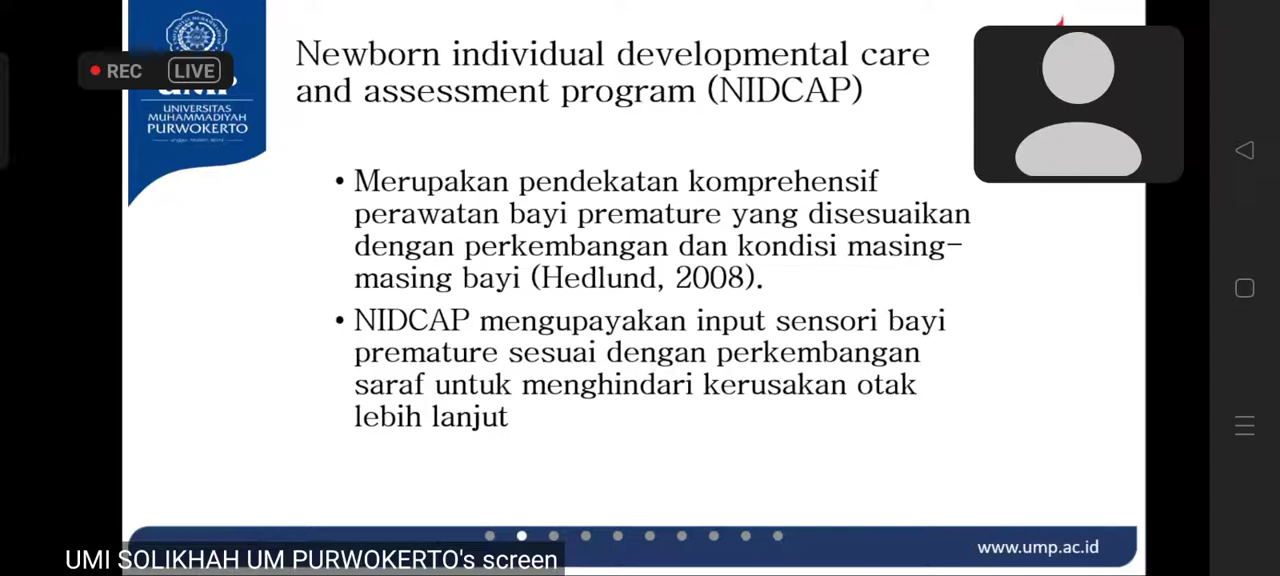 REC LIVE
UNIVERSITAS
MUHAMMADIYAH
PURWOKERTO
Newborn individual developmental care
and assessment program (NIDCAP)
• Merupakan pendekatan komprehensif
perawatan bayi premature yang disesuaikan
dengan perkembangan dan kondisi masing-
masing bayi (Hedlund, 2008).
• NIDCAP mengupayakan input sensori bayi
premature sesuai dengan perkembangan
saraf untuk menghindari kerusakan otak
lebih lanjut
www.ump.ac.id
UMI SOLIKHAH UM PURWOKERTO's screen